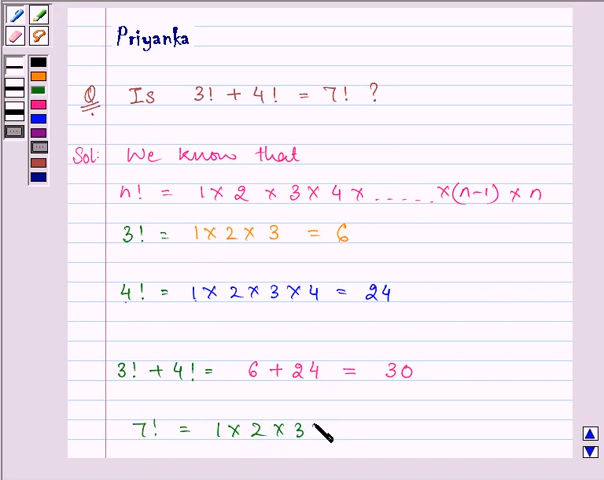 Priyanka
Q Is 3! + 4! = 7! ?
Sol: We know that
n! = 1 × 2 × 3 × 4 × ...... × (n-1) × n
3! = 1 × 2 × 3 = 6
4! = 1 × 2 × 3 × 4 = 24
3! + 4! = 6 + 24 = 30
7! = 1 × 2 × 3